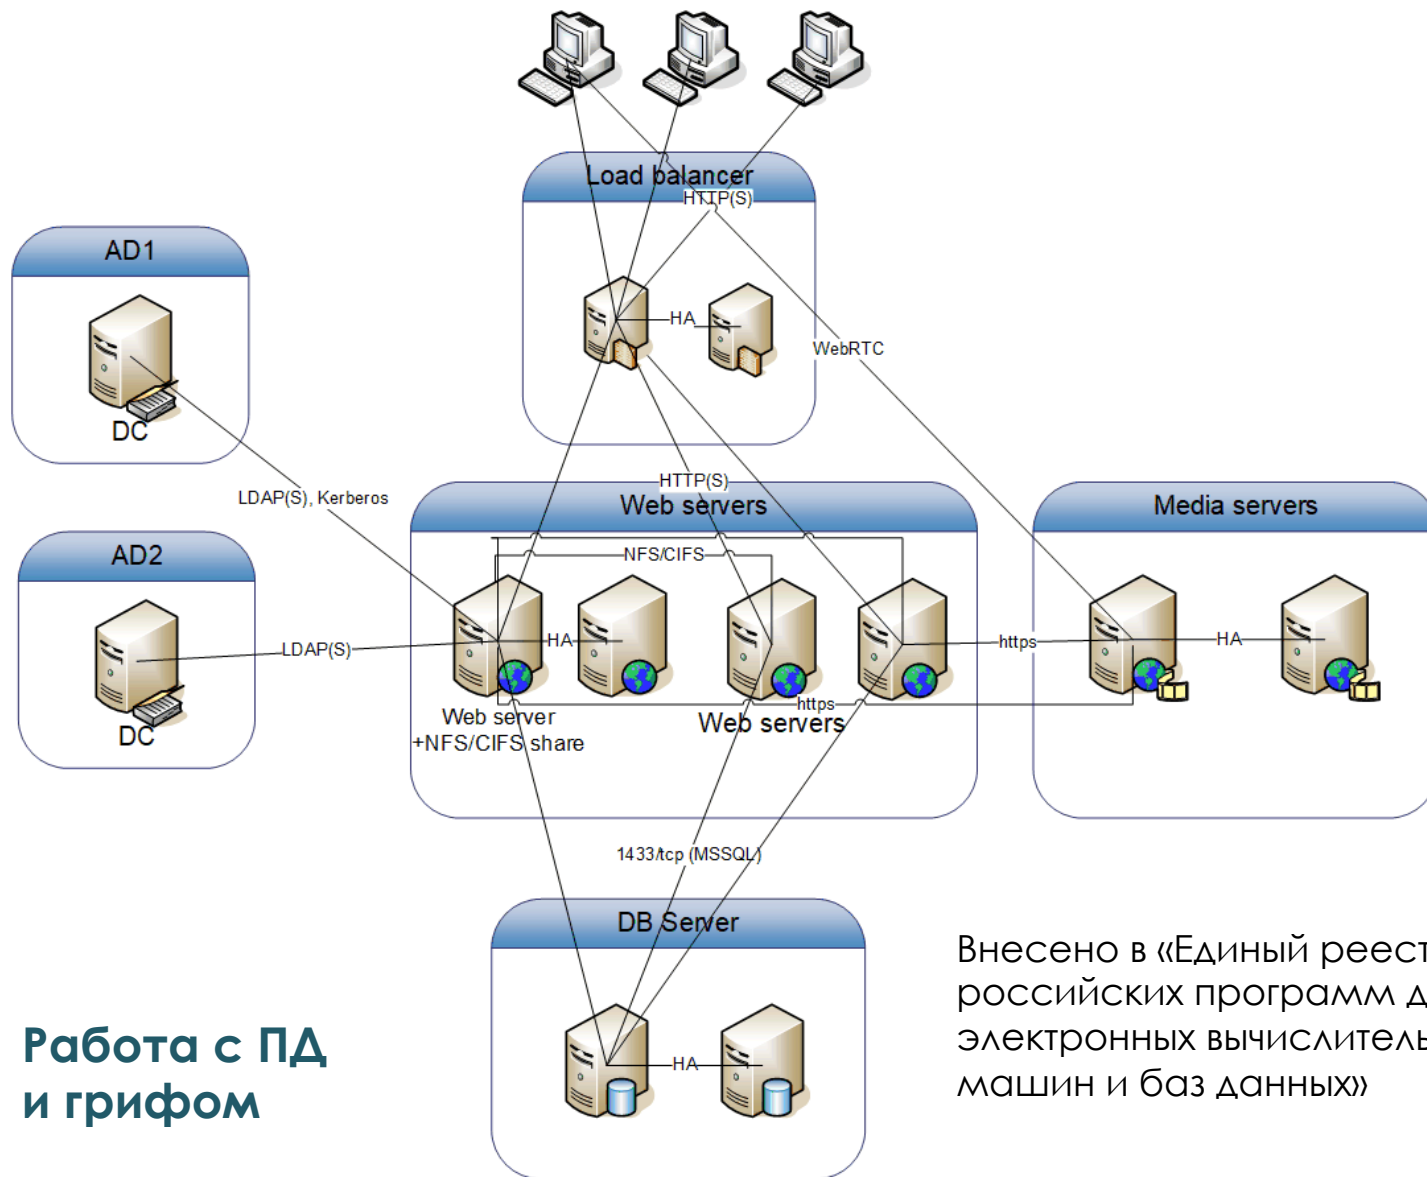 Load balancer
HTTP(S)
AD1
HA
WebRTC
DC
LDAP(S), Kerberos
HTTP(S)
Web servers
Media servers
AD2
NFS/CIFS
LDAP(S)
HA
https
HA
https
Web server
+NFS/CIFS share
Web servers
DC
1433/tcp (MSSQL)
DB Server
HA
Внесено в «Единый реест
российских программ д
электронных вычислитель
машин и баз данных»
Работа с ПД
и грифом